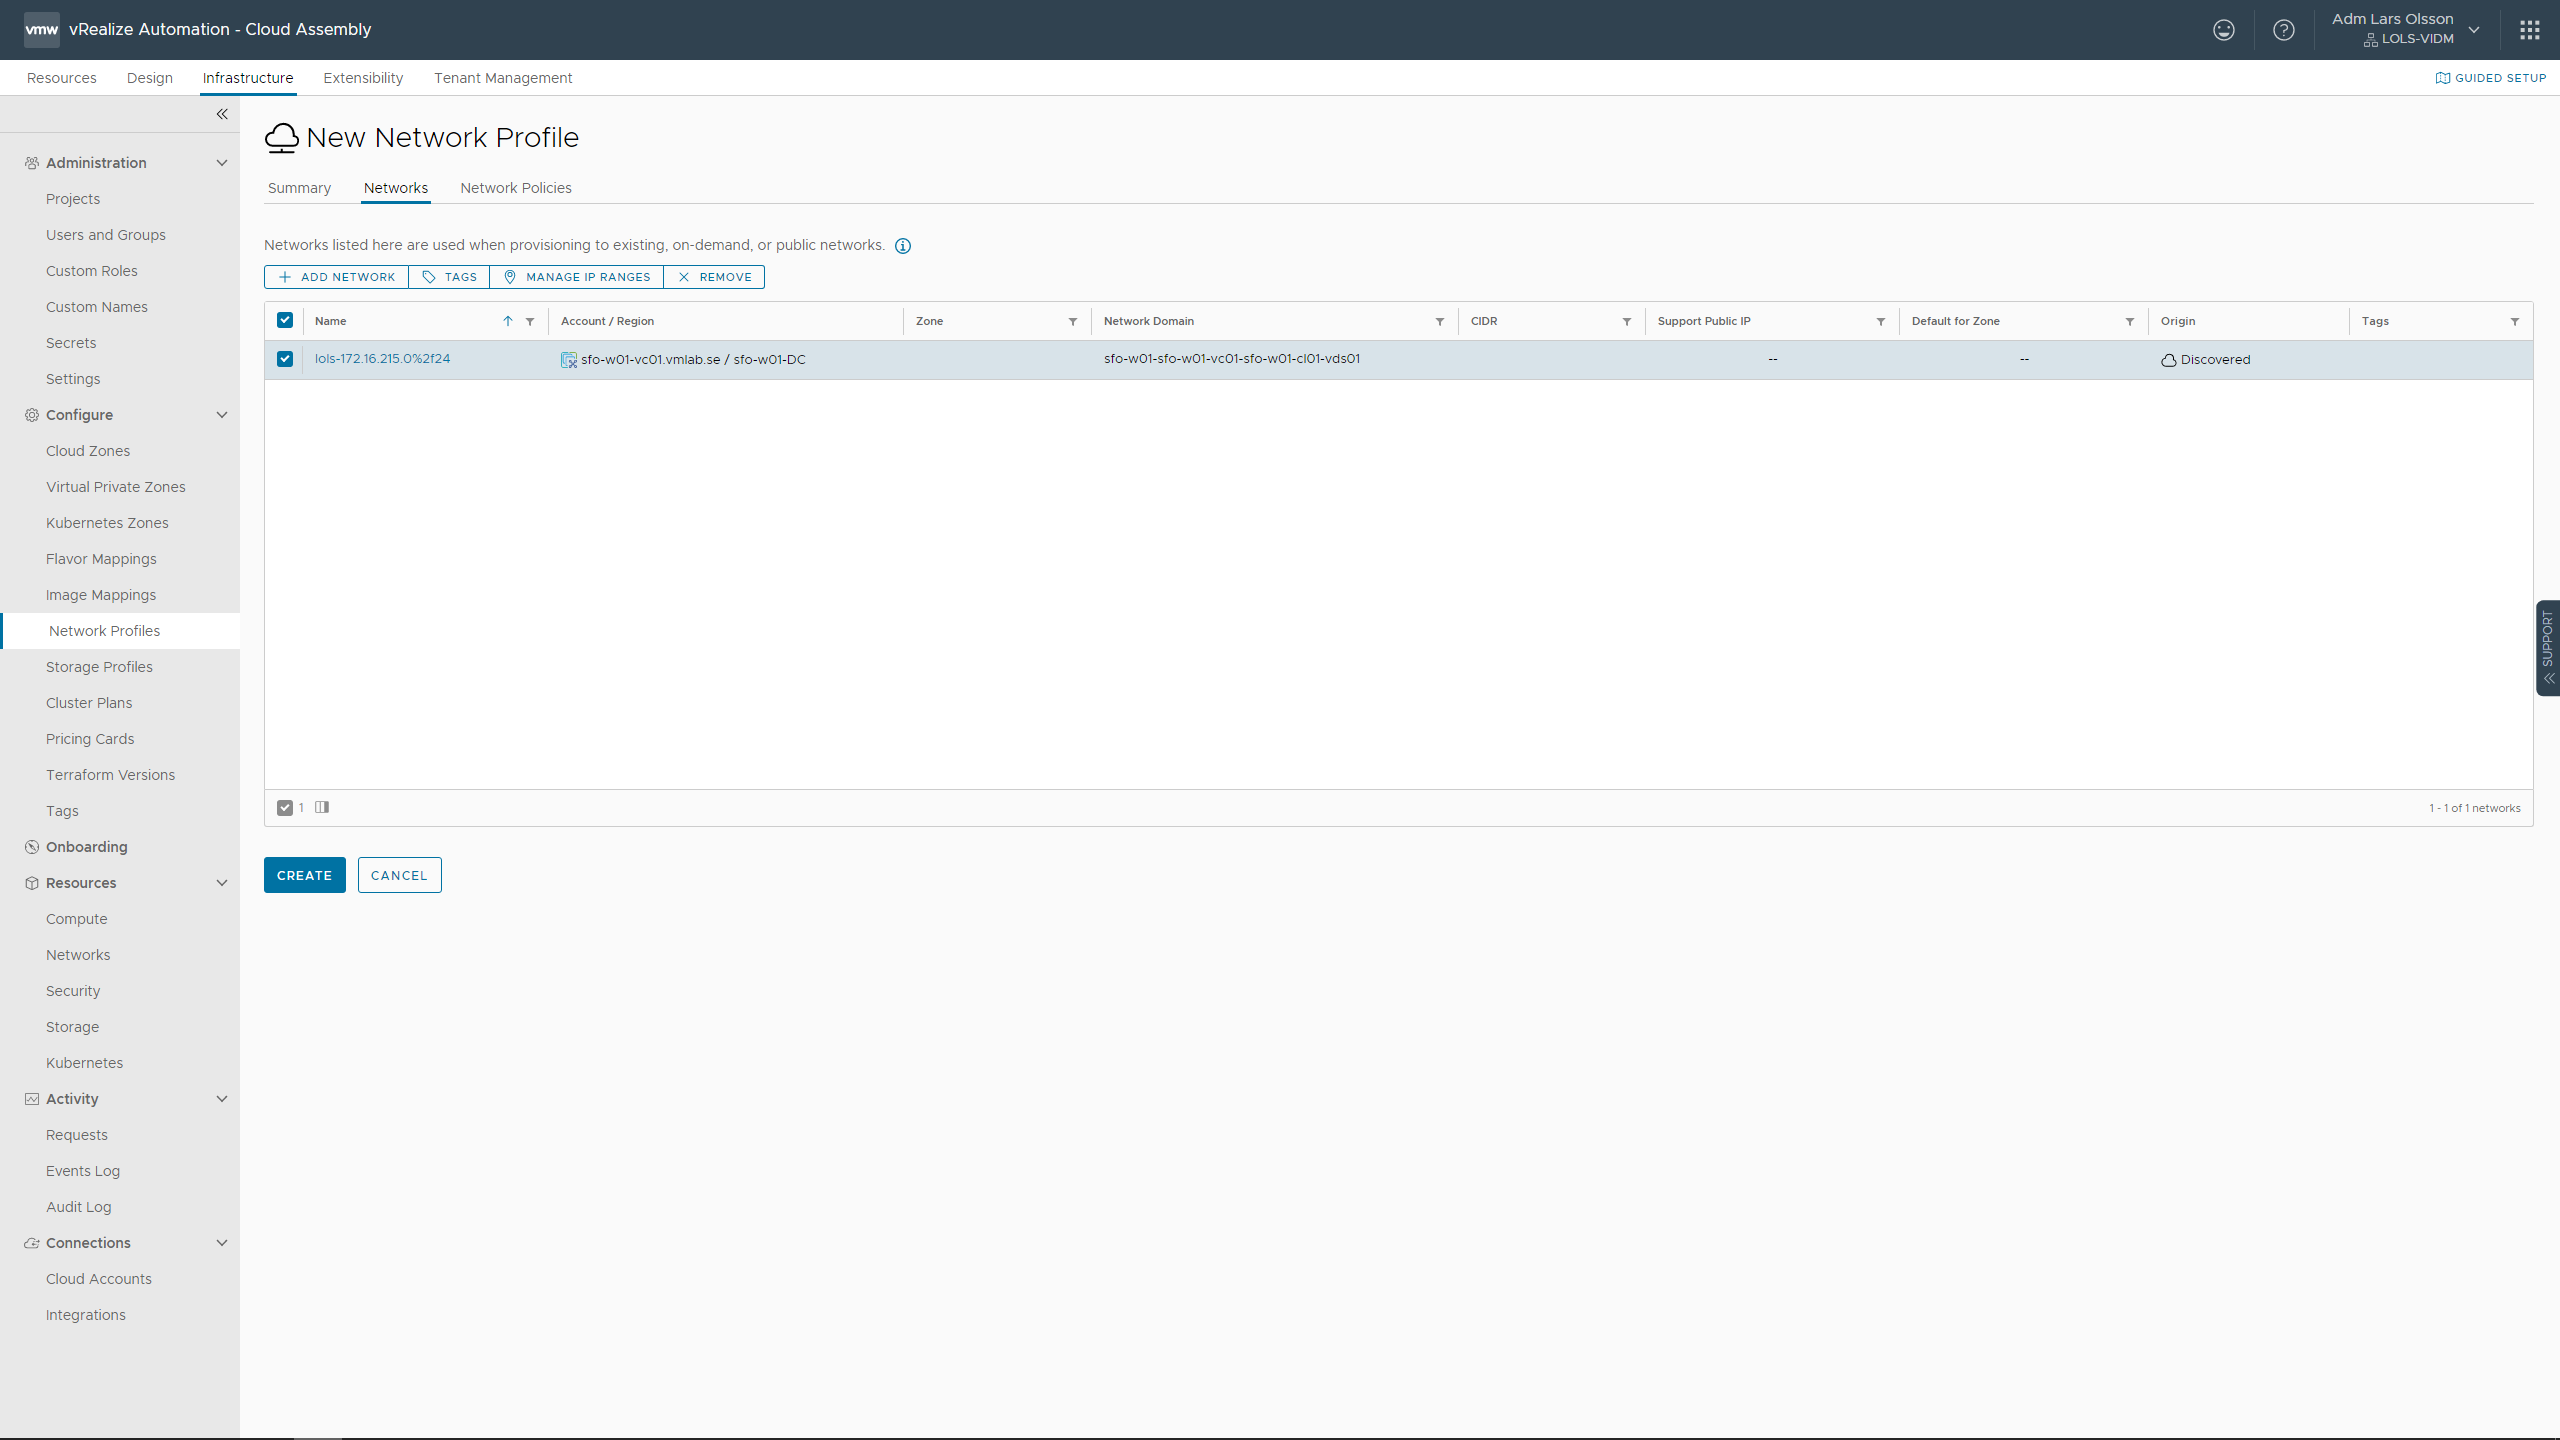 vmw vRealize Automation - Cloud Assembly
Adm Lars Olsson
LOLS-VIDM
Resources Design Infrastructure Extensibility Tenant Management
GUIDED SETUP
Administration
Projects
Users and Groups
Custom Roles
Custom Names
Secrets
Settings
Configure
Cloud Zones
Virtual Private Zones
Kubernetes Zones
Flavor Mappings
Image Mappings
Network Profiles
Storage Profiles
Cluster Plans
Pricing Cards
Terraform Versions
Tags
Onboarding
Resources
Compute
Networks
Security
Storage
Kubernetes
Activity
Requests
Events Log
Audit Log
Connections
Cloud Accounts
Integrations
New Network Profile
Summary Networks Network Policies
Networks listed here are used when provisioning to existing, on-demand, or public networks.
ADD NETWORK TAGS MANAGE IP RANGES REMOVE
Name Account / Region Zone Network Domain CIDR Support Public IP Default for Zone Origin Tags
lols-172.16.215.0%2f24 sfo-w01-vc01.vmlab.se / sfo-w01-DC sfo-w01-sfo-w01-vc01-sfo-w01-cl01-vds01 -- -- Discovered
1 1 - 1 of 1 networks
CREATE CANCEL
SUPPORT